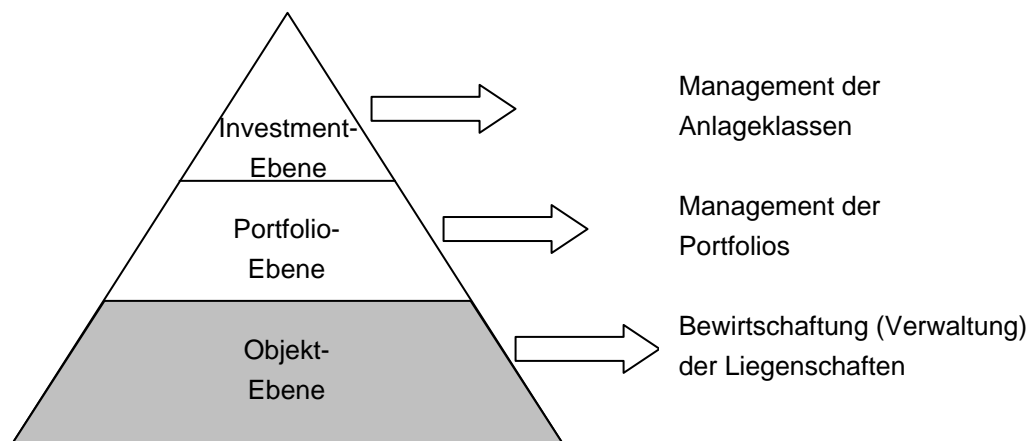 Investment-
Ebene
Management der
Anlageklassen
Portfolio-
Ebene
Management der
Portfolios
Objekt-
Ebene
Bewirtschaftung (Verwaltung)
der Liegenschaften